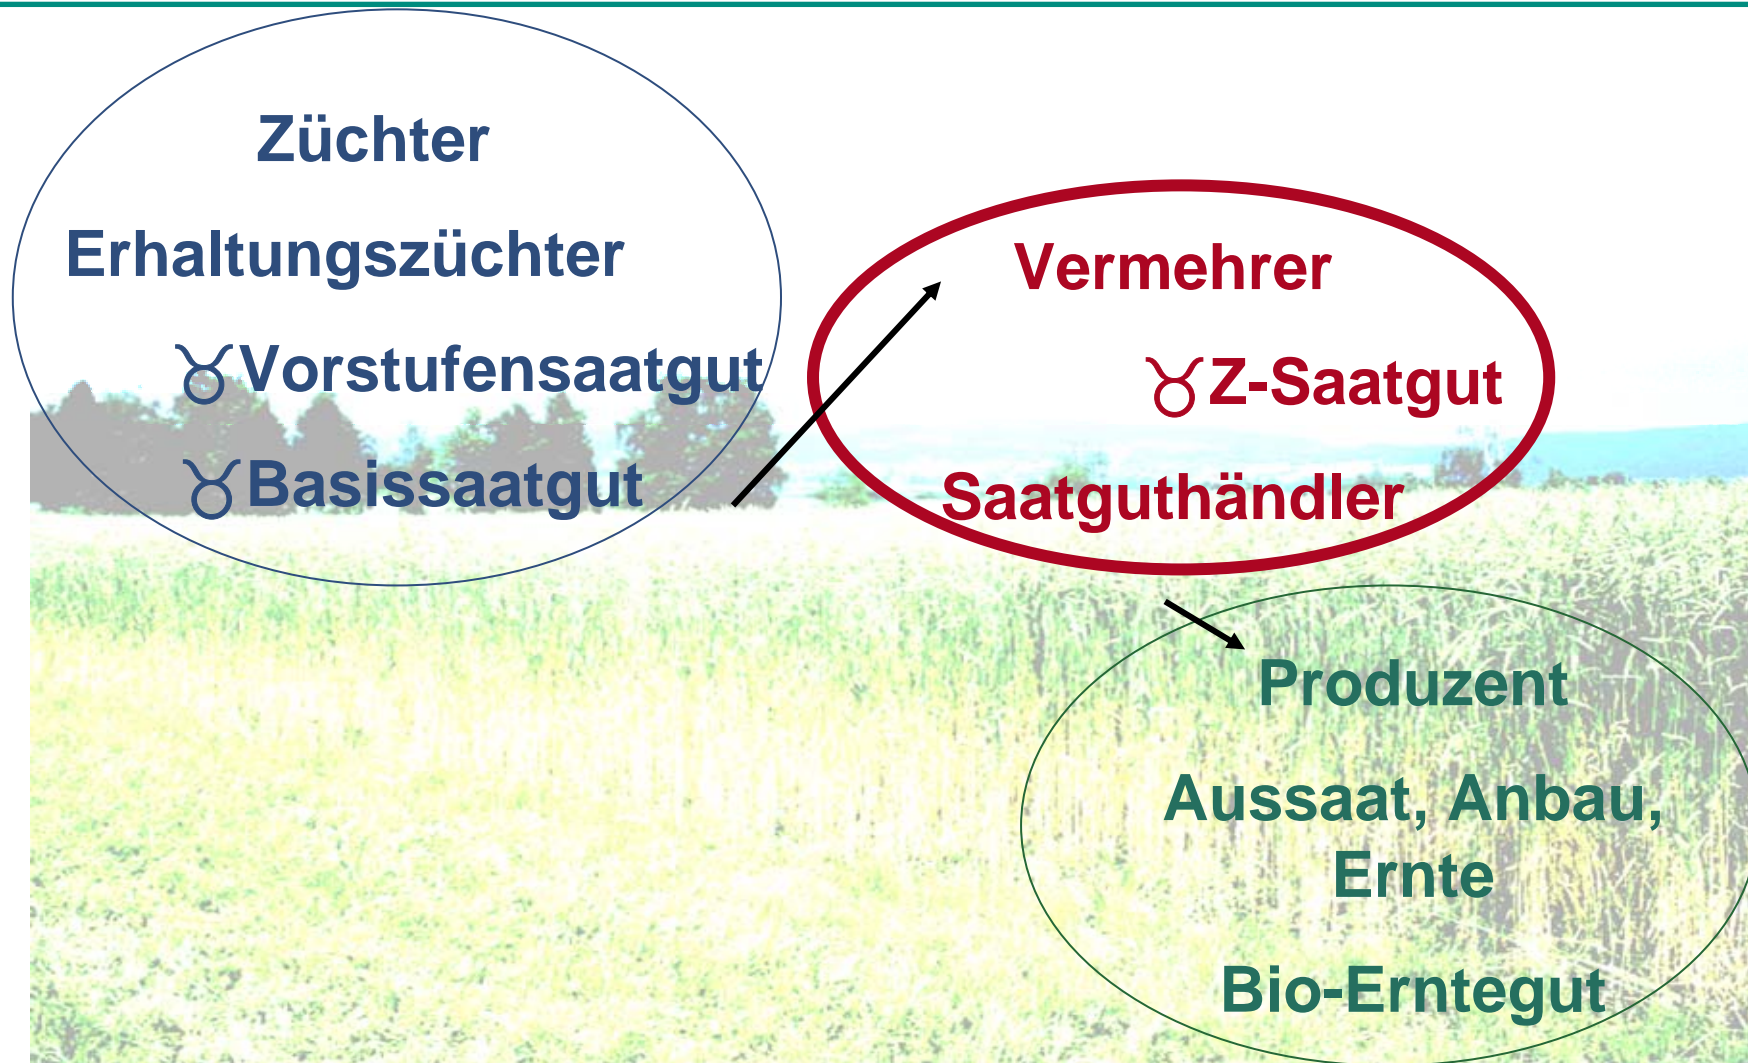 Züchter
Erhaltungszüchter
♉Vorstufensaatgut
♉Basissaatgut
Vermehrer
♉Z-Saatgut
Saatguthändler
Produzent
Aussaat, Anbau,
Ernte
Bio-Erntegut